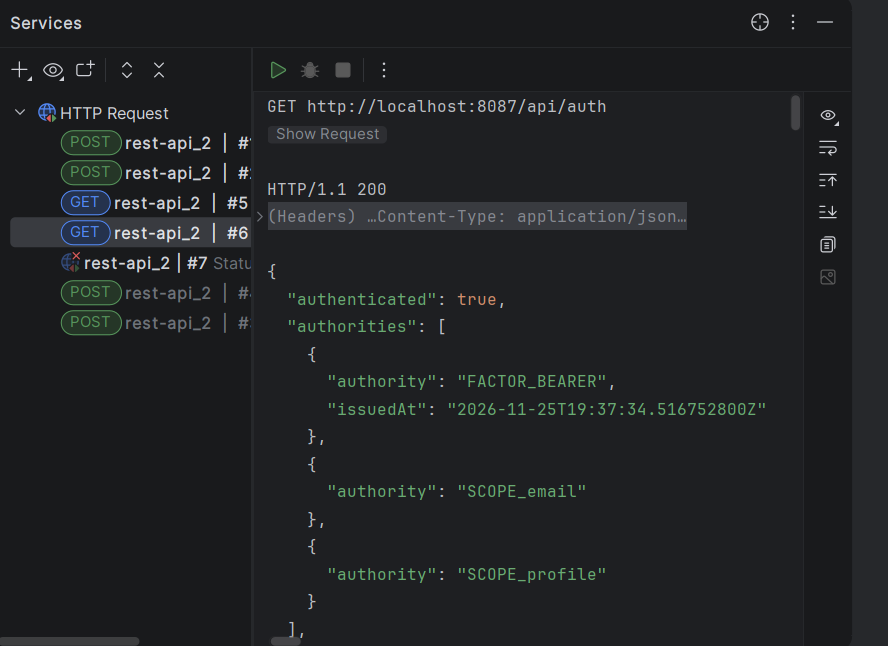 Services
HTTP Request
POST rest-api_2 | #
POST rest-api_2 | #
GET rest-api_2 | #5
GET rest-api_2 | #6
rest-api_2 | #7 Statu
POST rest-api_2 | #
POST rest-api_2 | #
GET http://localhost:8087/api/auth
Show Request
HTTP/1.1 200
(Headers) …Content-Type: application/json…
{
"authenticated": true,
"authorities": [
{
"authority": "FACTOR_BEARER",
"issuedAt": "2026-11-25T19:37:34.516752800Z"
},
{
"authority": "SCOPE_email"
},
{
"authority": "SCOPE_profile"
}
],